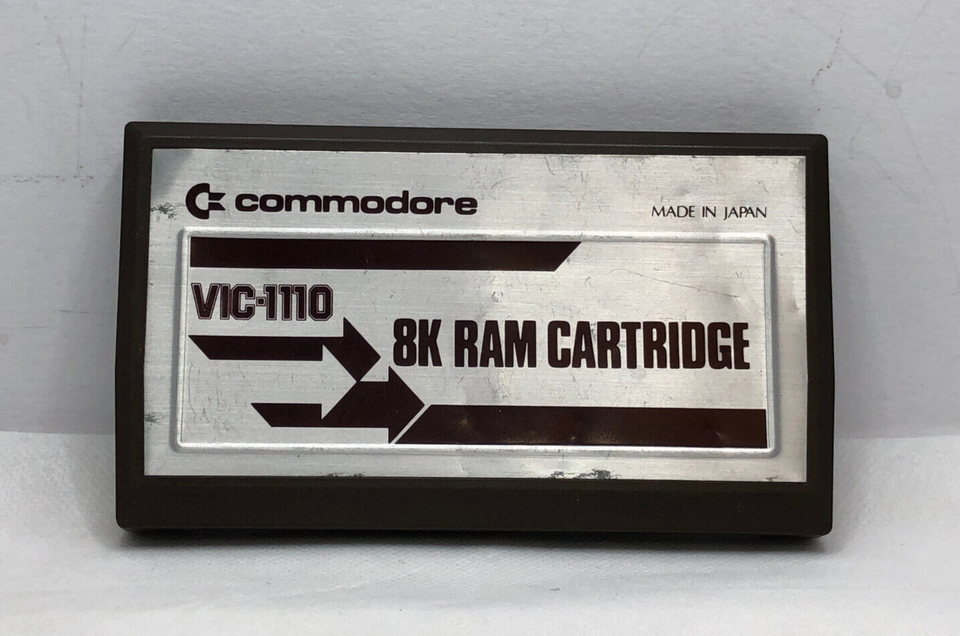 commodore
MADE IN JAPAN
VIC-1110
8K RAM CARTRIDGE